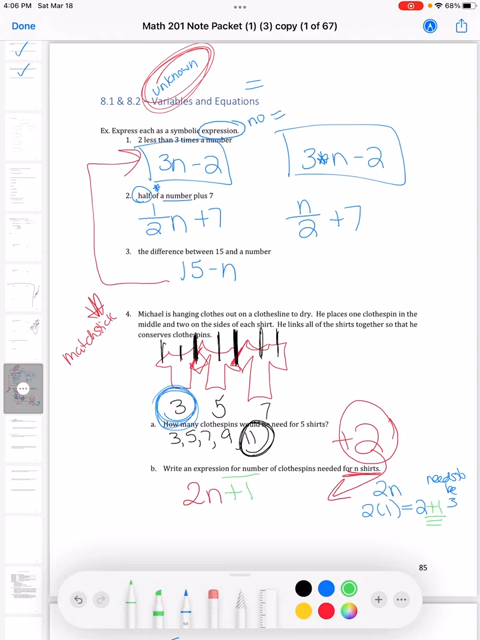 4:06 PM Sat Mar 18
72%
Done
Math 201 Note Packet (1) (3) copy (1 of 67)
unknown
=
8.1 & 8.2 – Variables and Equations
no =
Ex. Express each as a symbolic expression.
1. 2 less than 3 times a number
3n - 2
3*n - 2
*
2. half of a number plus 7
1/2 n + 7
n/2 + 7
3. the difference between 15 and a number
15 - n
matchstick
4. Michael is hanging clothes out on a clothesline to dry. He places one clothespin in the
middle and two on the sides of each shirt. He links all of the shirts together so that he
conserves clothespins.
3 5 7
a. How many clothespins would he need for 5 shirts?
3, 5, 7, 9, 11
+2
b. Write an expression for number of clothespins needed for n shirts.
2n + 1
2n
2(1) = 2 + 1
needs to
be
3
85